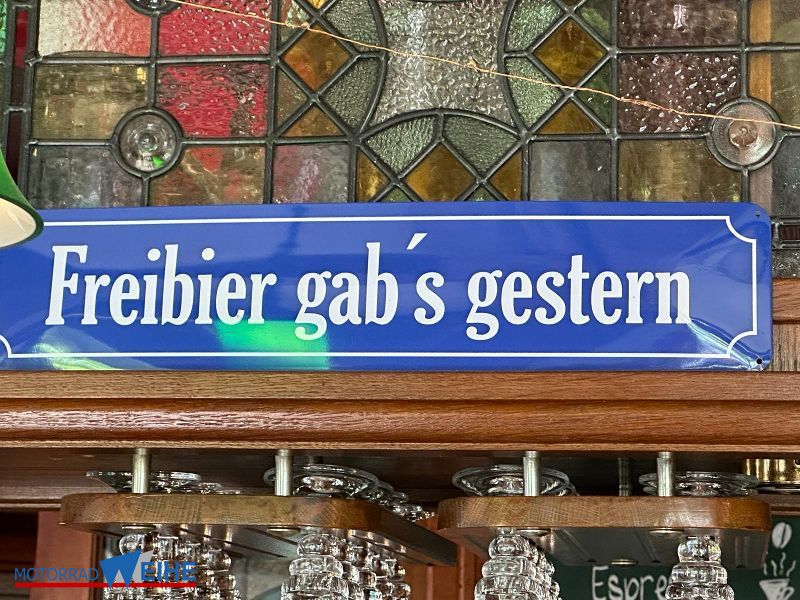 Freibier gab´s gestern
Espre
MOTORRAD WEIHE